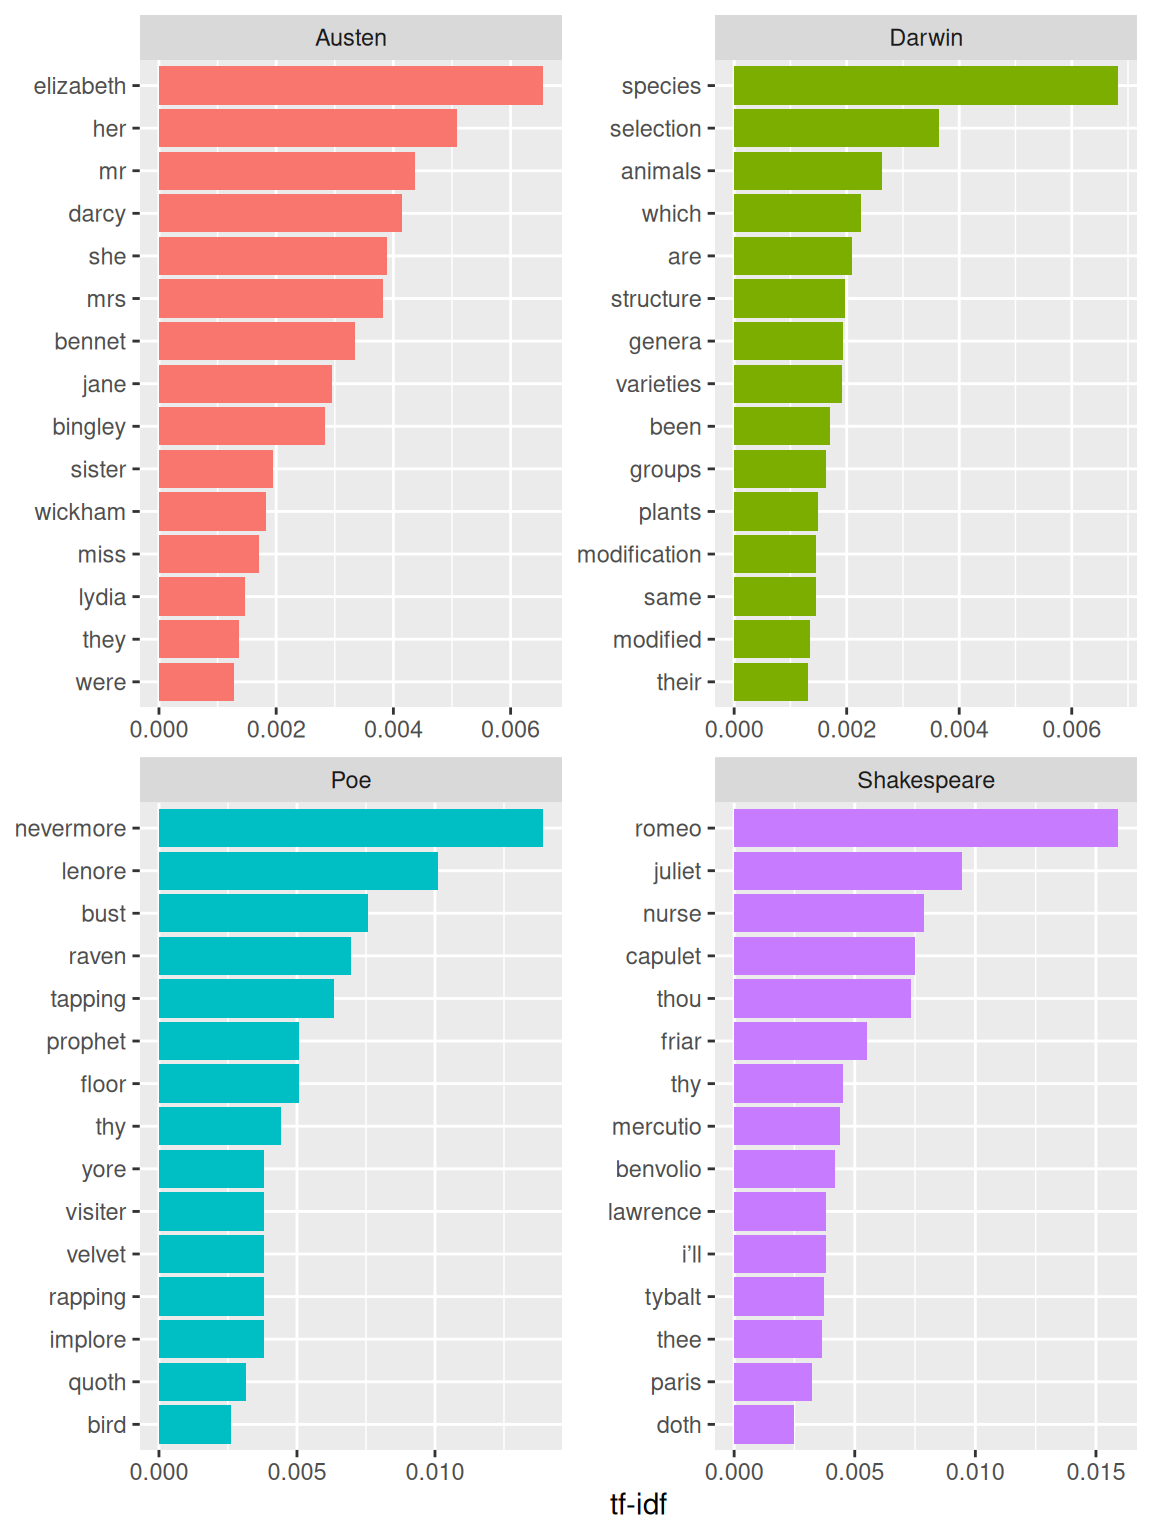 Austen
elizabeth
her
mr
darcy
she
mrs
bennet
jane
bingley
sister
wickham
miss
lydia
they
were
0.000 0.002 0.004 0.006
Darwin
species
selection
animals
which
are
structure
genera
varieties
been
groups
plants
modification
same
modified
their
0.000 0.002 0.004 0.006
Poe
nevermore
lenore
bust
raven
tapping
prophet
floor
thy
yore
visiter
velvet
rapping
implore
quoth
bird
0.000 0.005 0.010
Shakespeare
romeo
juliet
nurse
capulet
thou
friar
thy
mercutio
benvolio
lawrence
i’ll
tybalt
thee
paris
doth
0.000 0.005 0.010 0.015
tf-idf